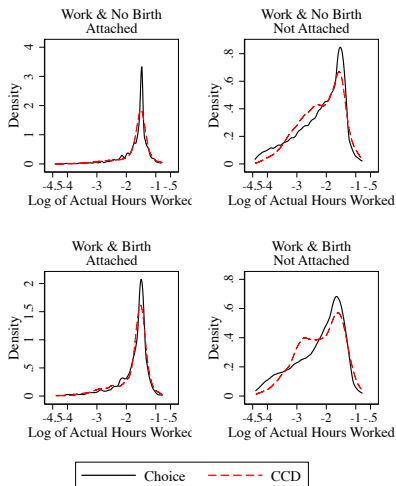 Work & No Birth
Attached
Work & No Birth
Not Attached
Density
0 1 2 3 4
-4.5-4 -3 -2 -1 -.5
Log of Actual Hours Worked
Density
0 .2 .4 .6 .8
-4.5-4 -3 -2 -1 -.5
Log of Actual Hours Worked
Work & Birth
Attached
Work & Birth
Not Attached
Density
0 .5 1 1.5 2
-4.5-4 -3 -2 -1 -.5
Log of Actual Hours Worked
Density
0 .2 .4 .6 .8
-4.5-4 -3 -2 -1 -.5
Log of Actual Hours Worked
Choice CCD